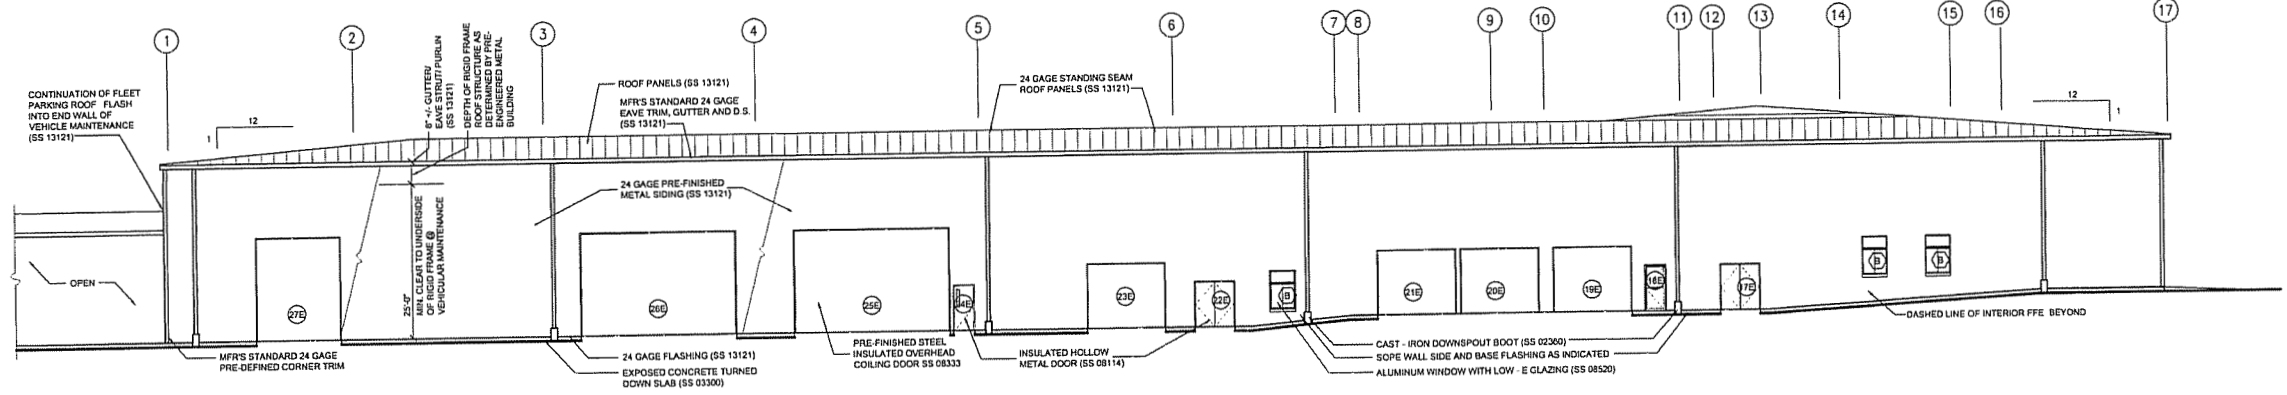 1
2
3
4
5
6
7
8
9
10
11
12
13
14
15
16
17
CONTINUATION OF FLEET
PARKING ROOF FLASH
INTO END WALL OF
VEHICLE MAINTENANCE
(SS 13121)
12
1
6" +/- GUTTER/
EAVE STRUT/ PURLIN
(SS 13121)
DEPTH OF RIGID FRAME
ROOF STRUCTURE AS
DETERMINED BY PRE-
ENGINEERED METAL
BUILDING
ROOF PANELS (SS 13121)
MFR'S STANDARD 24 GAGE
EAVE TRIM, GUTTER AND D.S.
(SS 13121)
24 GAGE STANDING SEAM
ROOF PANELS (SS 13121)
12
1
24 GAGE PRE-FINISHED
METAL SIDING (SS 13121)
25'-0"
MIN. CLEAR TO UNDERSIDE
OF RIGID FRAME @
VEHICULAR MAINTENANCE
OPEN
27E
26E
25E
24E
23E
22E
B
21E
20E
19E
18E
17E
B
B
DASHED LINE OF INTERIOR FFE BEYOND
MFR'S STANDARD 24 GAGE
PRE-DEFINED CORNER TRIM
24 GAGE FLASHING (SS 13121)
EXPOSED CONCRETE TURNED
DOWN SLAB (SS 03300)
PRE-FINISHED STEEL
INSULATED OVERHEAD
COILING DOOR SS 08333
INSULATED HOLLOW
METAL DOOR (SS 08114)
CAST - IRON DOWNSPOUT BOOT (SS 02360)
SOPE WALL SIDE AND BASE FLASHING AS INDICATED
ALUMINUM WINDOW WITH LOW - E GLAZING (SS 08520)